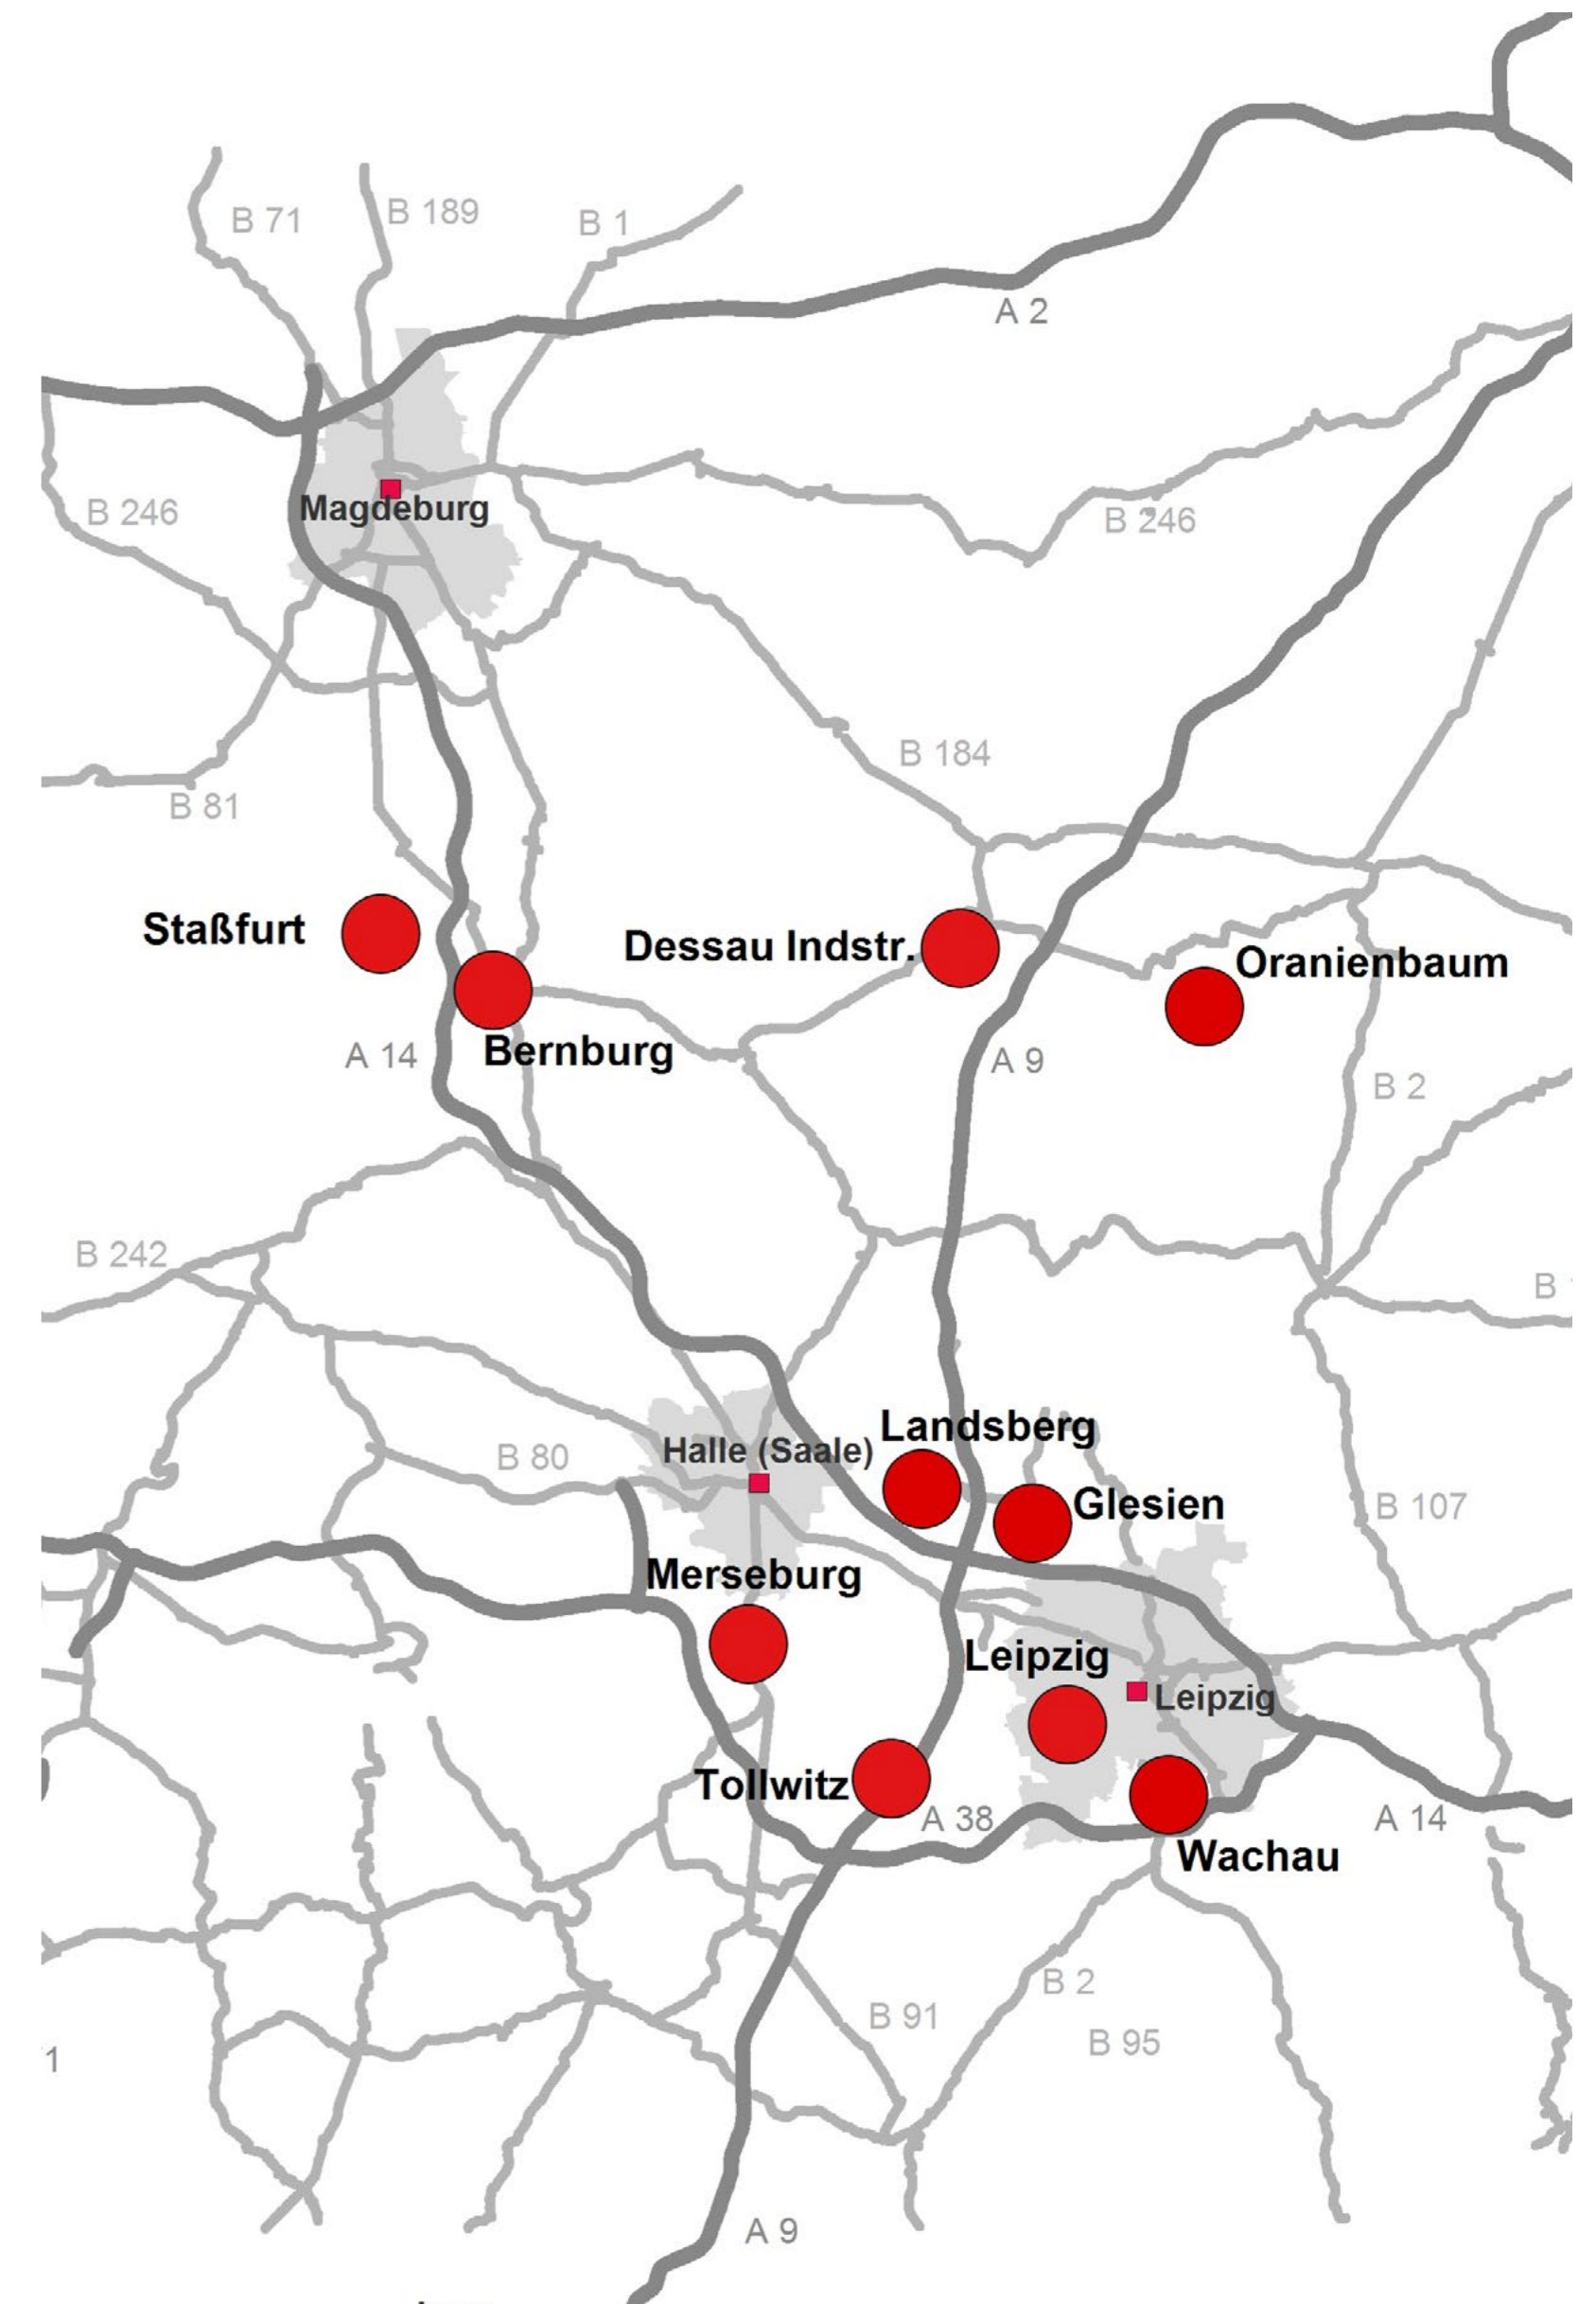 B 71
B 189
B 1
A 2
Magdeburg
B 246
B 246
B 184
B 81
Staßfurt
Dessau Indstr.
Oranienbaum
Bernburg
A 14
A 9
B 2
B 242
B
Landsberg
Halle (Saale)
B 80
Glesien
B 107
Merseburg
Leipzig
Leipzig
Tollwitz
A 38
A 14
Wachau
B 2
B 91
B 95
1
A 9